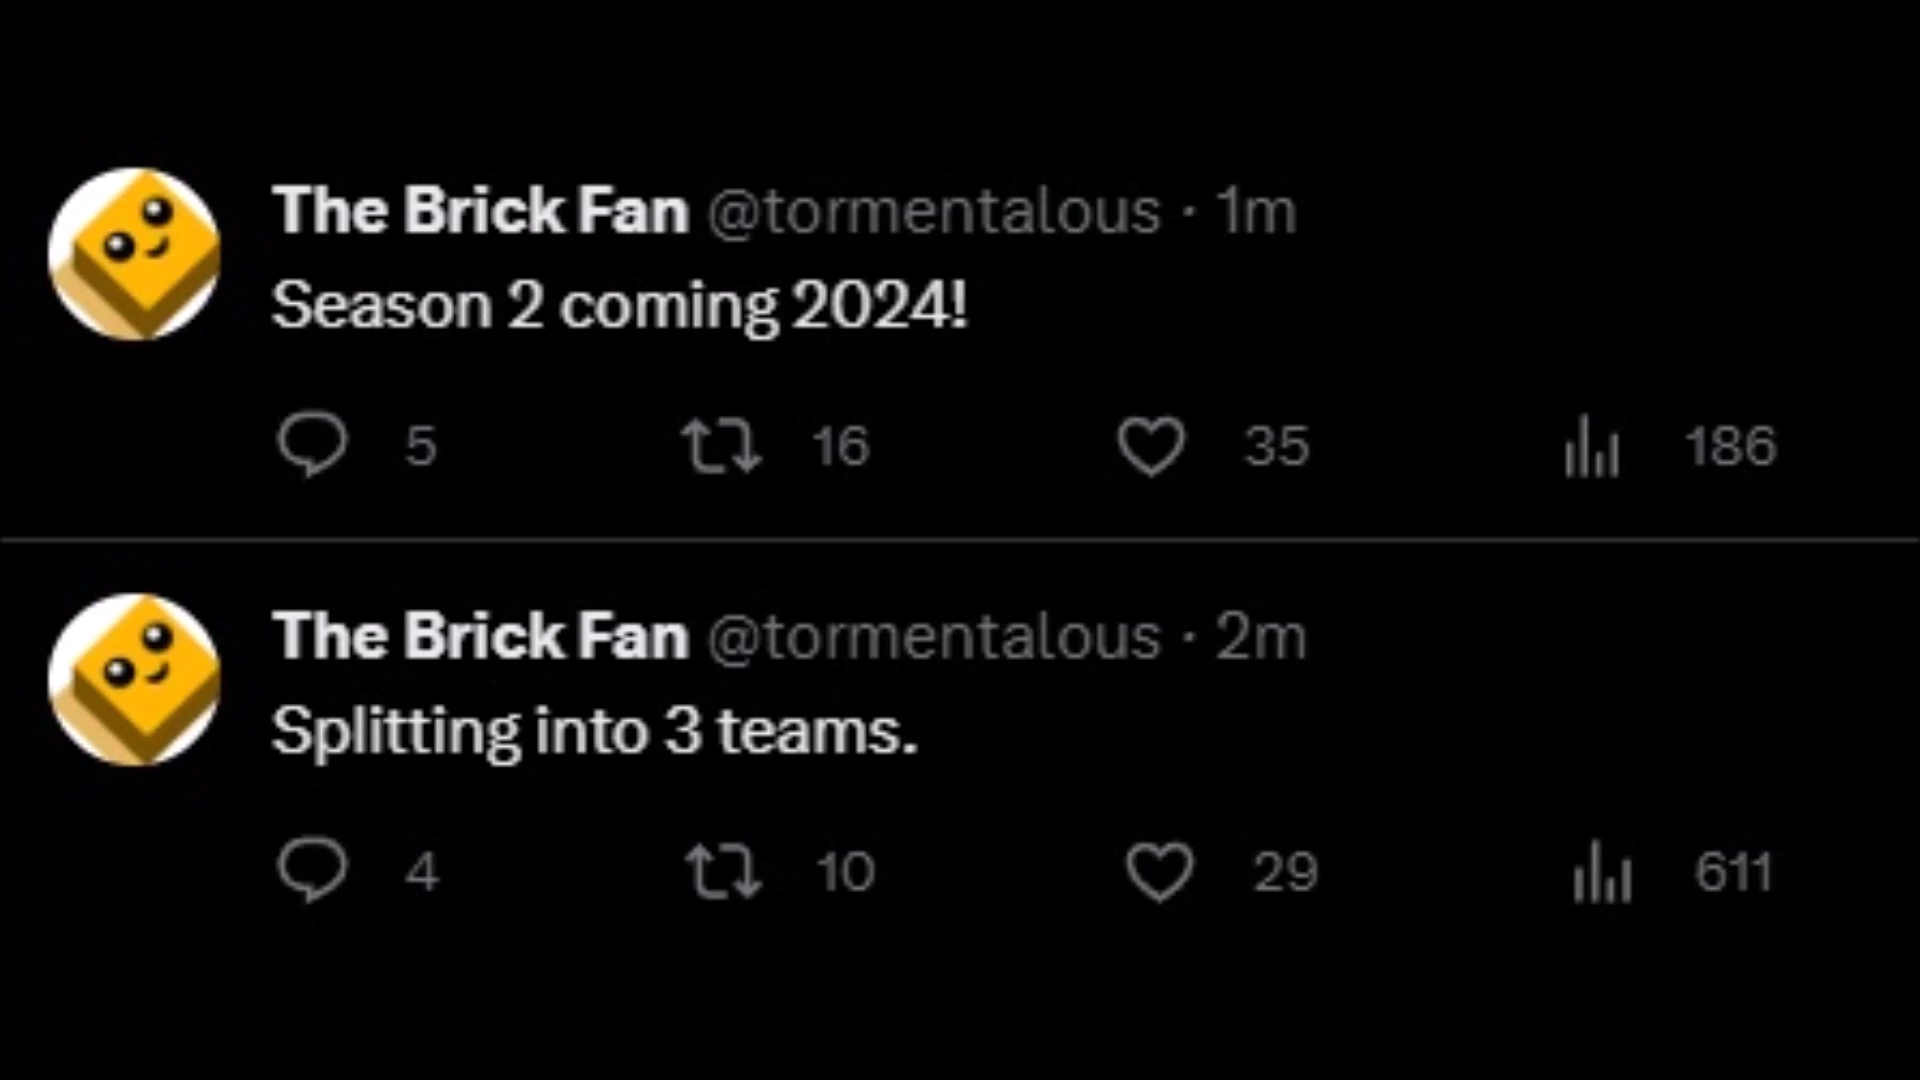 The Brick Fan @tormentalous · 1m
Season 2 coming 2024!
5 16 35 186
The Brick Fan @tormentalous · 2m
Splitting into 3 teams.
4 10 29 611